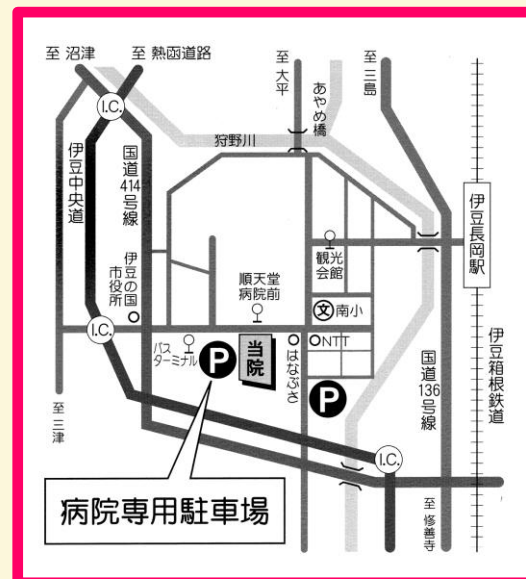 至 沼津
至 熱函道路
至 大平
あやめ橋
至 三島
I.C.
狩野川
伊豆中央道
国道414号線
伊豆長岡駅
観光
会館
順天堂
病院前
伊豆の国
市役所
文 南小
I.C.
バス
ターミナル
P
当院
はなぶさ
NTT
P
国道136号線
伊豆箱根鉄道
至 三津
I.C.
至 修善寺
病院専用駐車場